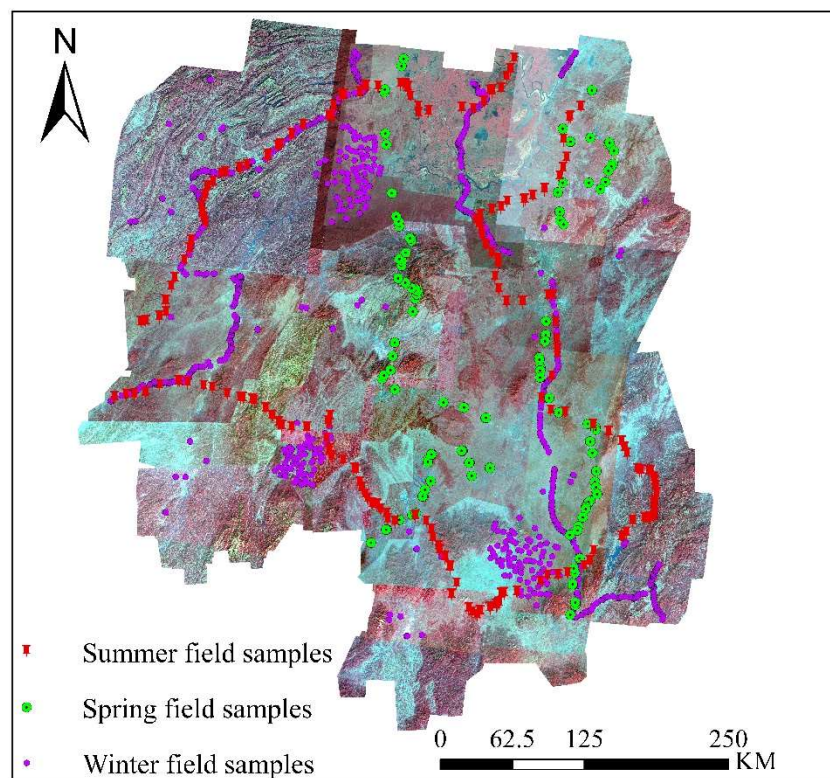 N
Summer field samples
Spring field samples
Winter field samples
0 62.5 125 250
KM